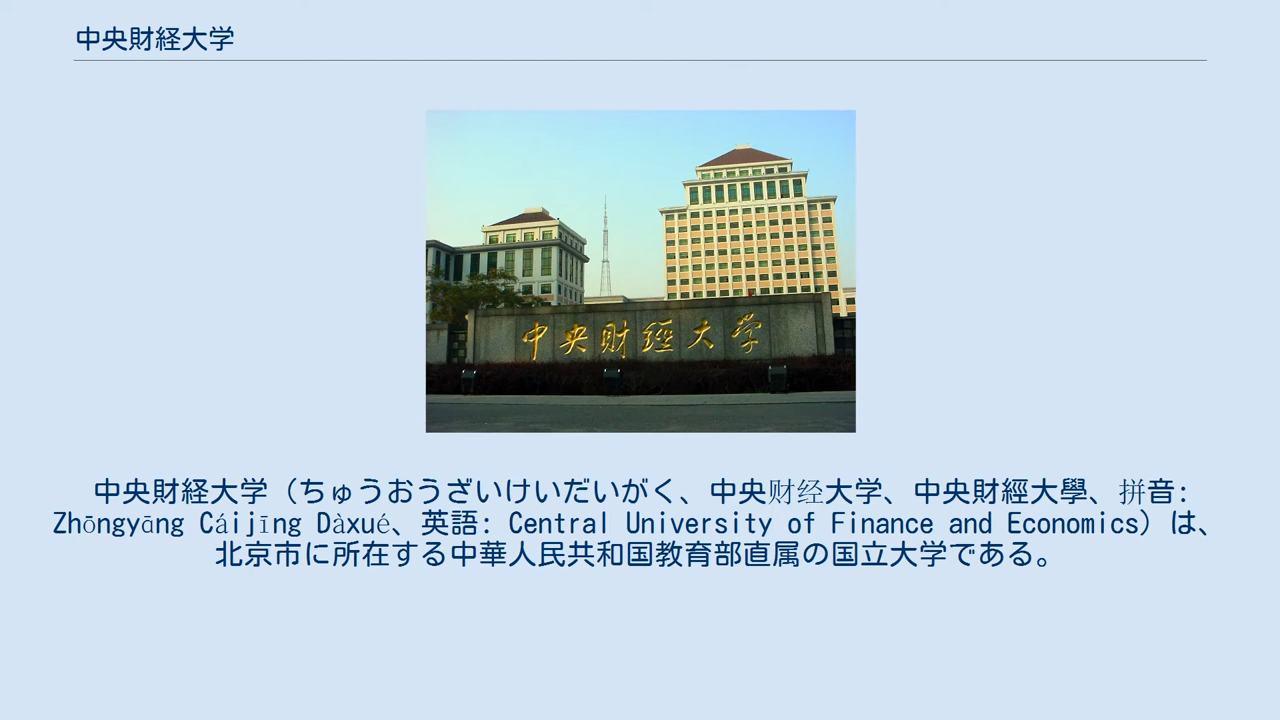 中央財経大学
中央財經大学
中央財経大学（ちゅうおうざいけいだいがく、中央财经大学、中央財經大學、拼音:
Zhōngyāng Cáijīng Dàxué、英語: Central University of Finance and Economics）は、
北京市に所在する中華人民共和国教育部直属の国立大学である。